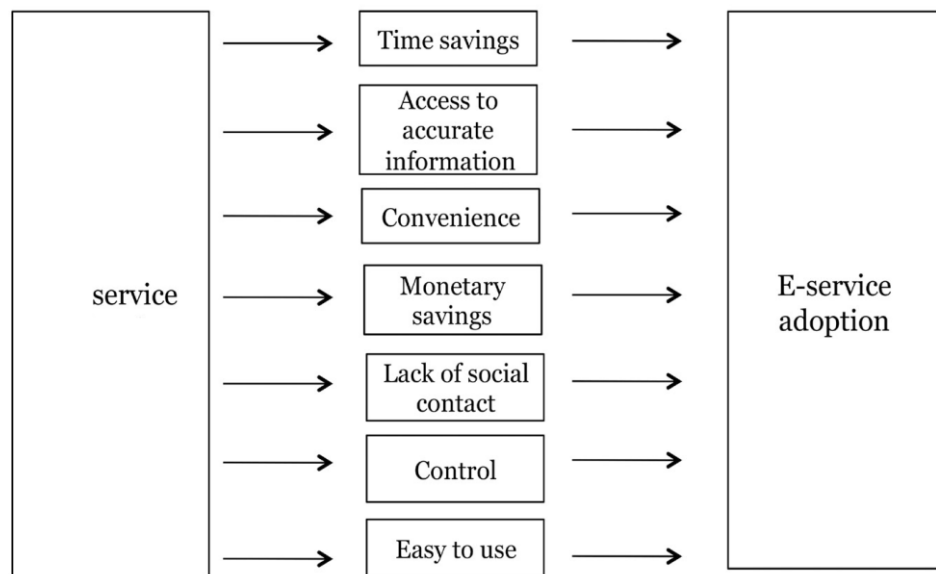 Time savings
Access to
accurate
information
Convenience
service
Monetary
savings
E-service
adoption
Lack of social
contact
Control
Easy to use